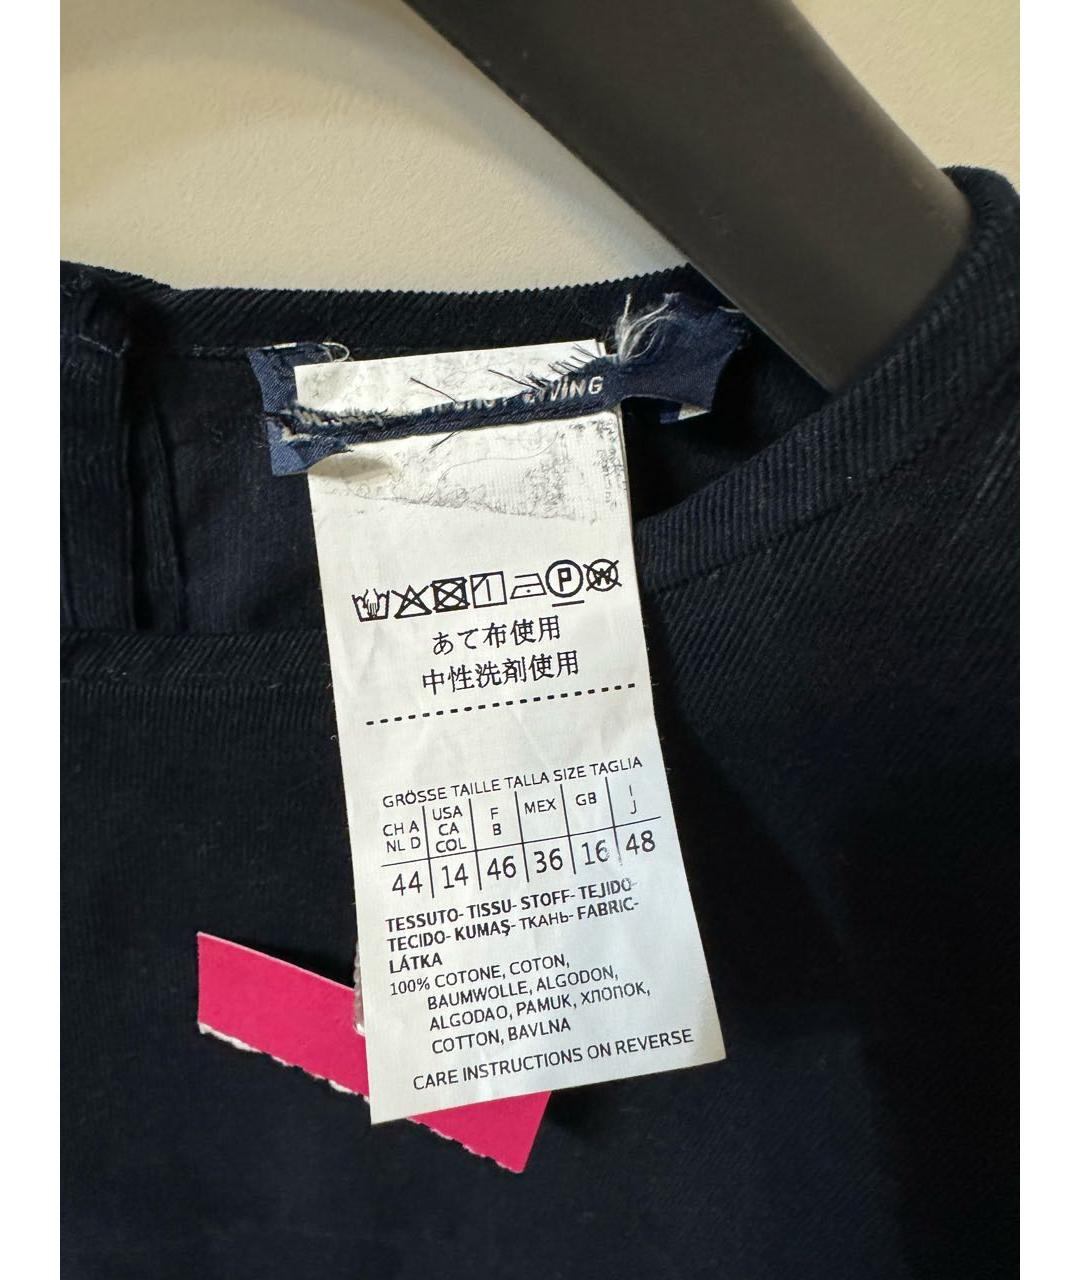 LIVING
P
W
あて布使用
中性洗剤使用
GRÖSSE TAILLE TALLA SIZE TAGLIA
CH A NL D USA CA COL F B MEX GB I J
44 14 46 36 16 48
TESSUTO- TISSU- STOFF- TEJIDO-
TECIDO- KUMAŞ- ТКАНЬ- FABRIC-
LÁTKA
100% COTONE, COTON,
BAUMWOLLE, ALGODON,
ALGODAO, PAMUK, ХЛОПОК,
COTTON, BAVLNA
CARE INSTRUCTIONS ON REVERSE